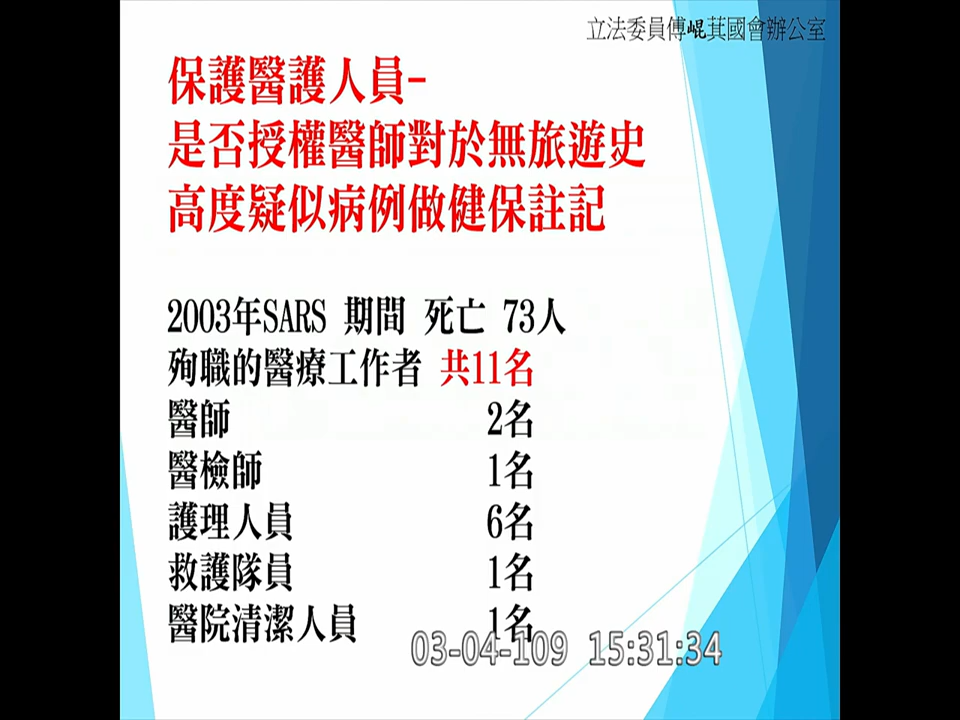 立法委員傅崐萁國會辦公室
保護醫護人員-
是否授權醫師對於無旅遊史
高度疑似病例做健保註記
2003年SARS 期間 死亡 73人
殉職的醫療工作者 共11名
醫師 2名
醫檢師 1名
護理人員 6名
救護隊員 1名
醫院清潔人員 1名
03-04-109 15:31:34